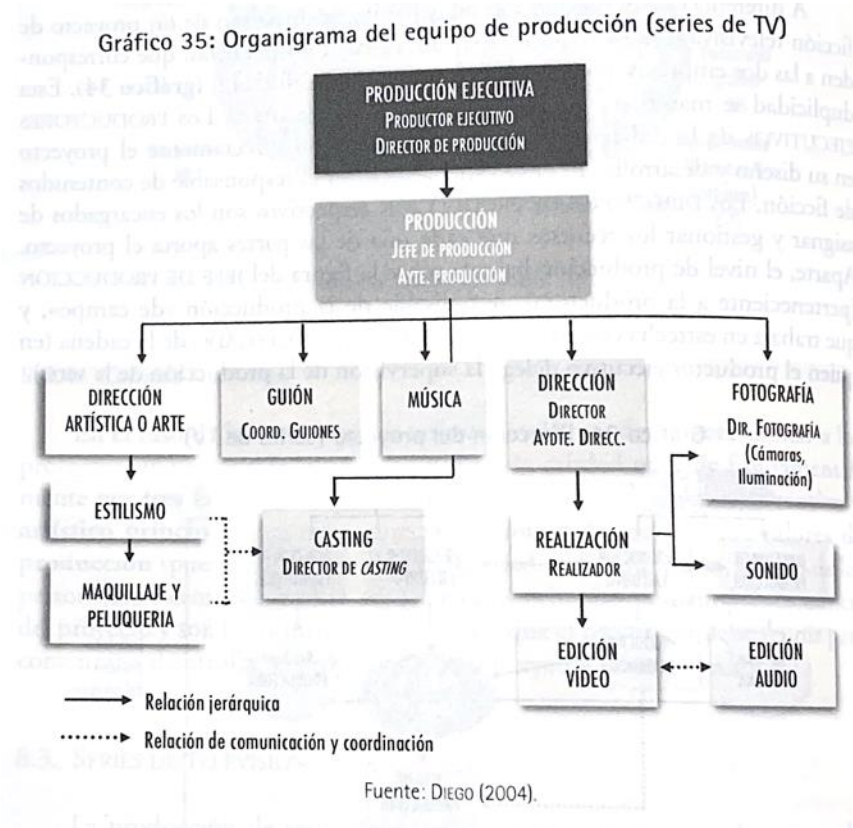 Gráfico 35: Organigrama del equipo de producción (series de TV)
PRODUCCIÓN EJECUTIVA
PRODUCTOR EJECUTIVO
DIRECTOR DE PRODUCCIÓN
PRODUCCIÓN
JEFE DE PRODUCCIÓN
AYTE. PRODUCCIÓN
DIRECCIÓN
ARTÍSTICA O ARTE
GUIÓN
COORD. GUIONES
MÚSICA
DIRECCIÓN
DIRECTOR
AYDTE. DIRECC.
FOTOGRAFÍA
DIR. FOTOGRAFÍA
(Cámaras,
Iluminación)
ESTILISMO
CASTING
DIRECTOR DE CASTING
REALIZACIÓN
REALIZADOR
SONIDO
MAQUILLAJE Y
PELUQUERIA
EDICIÓN
VÍDEO
EDICIÓN
AUDIO
Relación jerárquica
Relación de comunicación y coordinación
Fuente: DIEGO (2004).